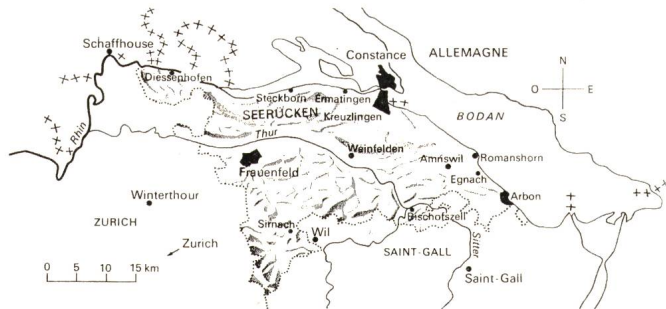 Schaffhouse
Constance
ALLEMAGNE
N
O E
S
Diessenhofen
Steckborn
Ermatingen
SEERÜCKEN
Kreuzlingen
BODAN
Rhin
Thur
Weinfelden
Amriswil
Romanshorn
Frauenfeld
Egnach
Winterthour
Arbon
Bischofszell
ZURICH
Sirnach
Wil
Zurich
SAINT-GALL
Sitter
0 5 10 15 km
Saint-Gall